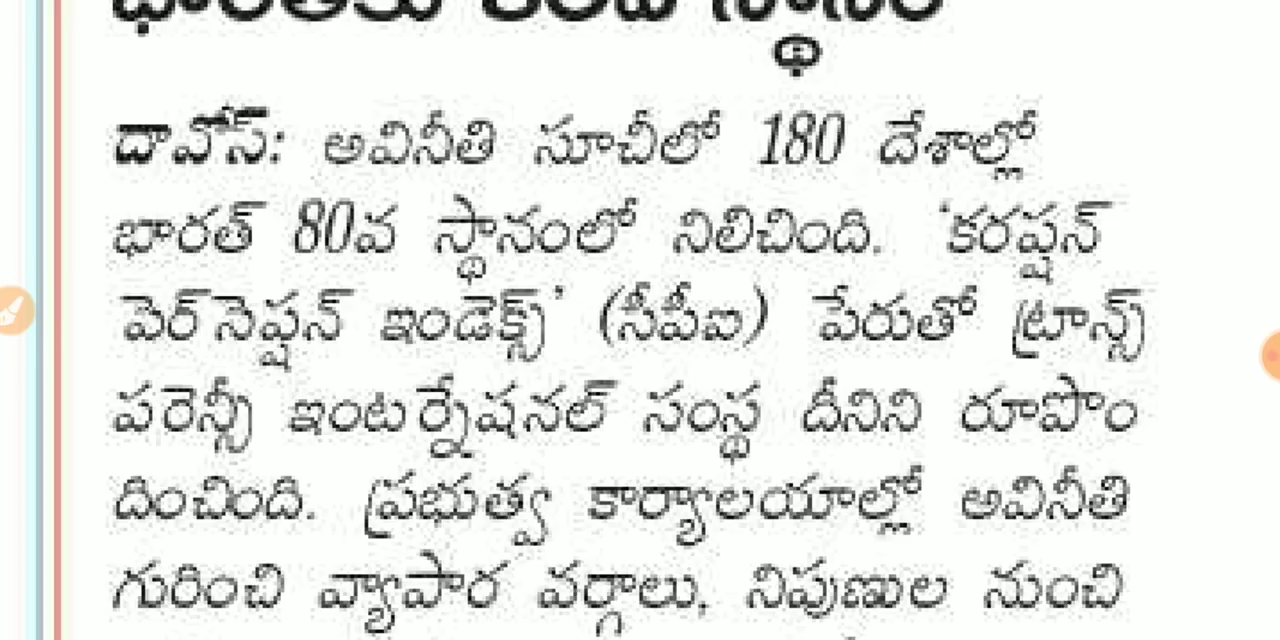 దావోస్: అవినీతి సూచీలో 180 దేశాల్లో
భారత్ 80వ స్థానంలో నిలిచింది. ‘కరప్షన్
పెర్‌సెప్షన్ ఇండెక్స్’ (సీపీఐ) పేరుతో ట్రాన్స్
పరెన్సీ ఇంటర్నేషనల్ సంస్థ దీనిని రూపొం
దించింది. ప్రభుత్వ కార్యాలయాల్లో అవినీతి
గురించి వ్యాపార వర్గాలు, నిపుణుల నుంచి